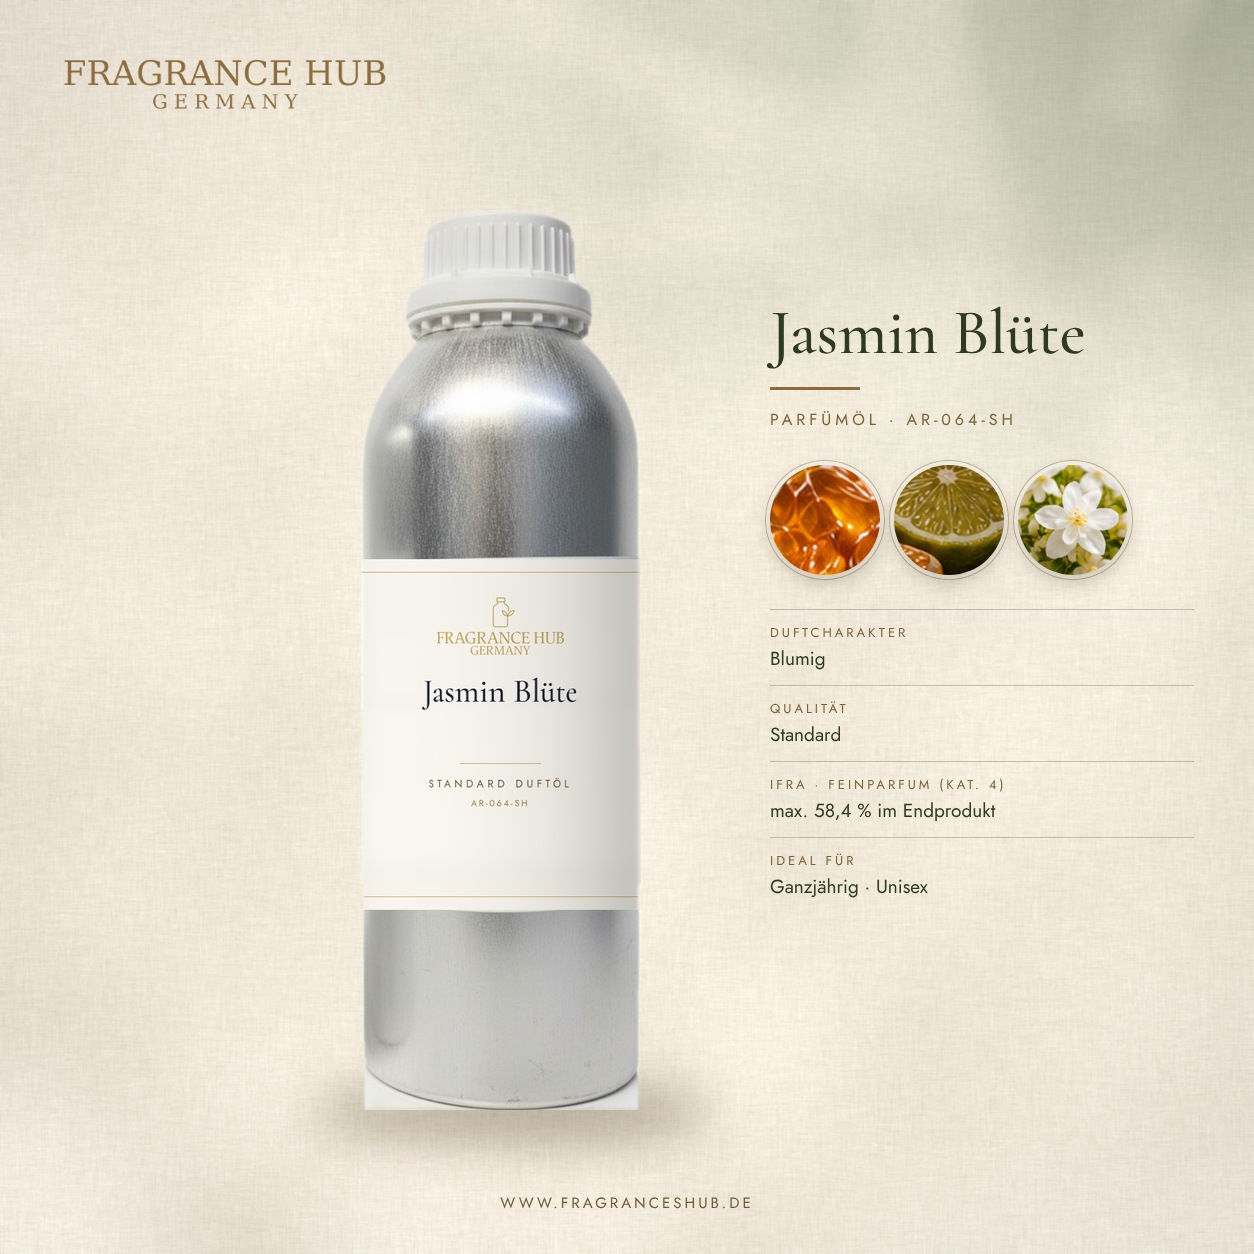 FRAGRANCE HUB
GERMANY
Jasmin Blüte
PARFÜMÖL · AR-064-SH
DUFTCHARAKTER
Blumig
QUALITÄT
Standard
IFRA · FEINPARFUM (KAT. 4)
max. 58,4 % im Endprodukt
IDEAL FÜR
Ganzjährig · Unisex
FRAGRANCE HUB
GERMANY
Jasmin Blüte
STANDARD DUFTÖL
AR-064-SH
WWW.FRAGRANCESHUB.DE